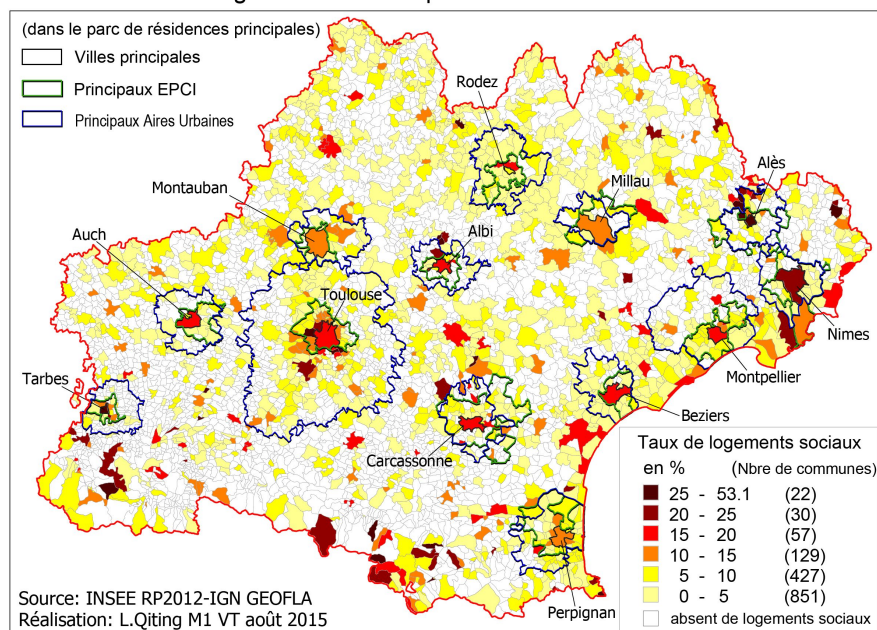 (dans le parc de résidences principales)
Villes principales
Principaux EPCI
Principaux Aires Urbaines
Rodez
Alès
Millau
Montauban
Albi
Auch
Toulouse
Nimes
Montpellier
Tarbes
Beziers
Carcassonne
Perpignan
Taux de logements sociaux
en % (Nbre de communes)
25 - 53.1 (22)
20 - 25 (30)
15 - 20 (57)
10 - 15 (129)
5 - 10 (427)
0 - 5 (851)
absent de logements sociaux
Source: INSEE RP2012-IGN GEOFLA
Réalisation: L.Qiting M1 VT août 2015